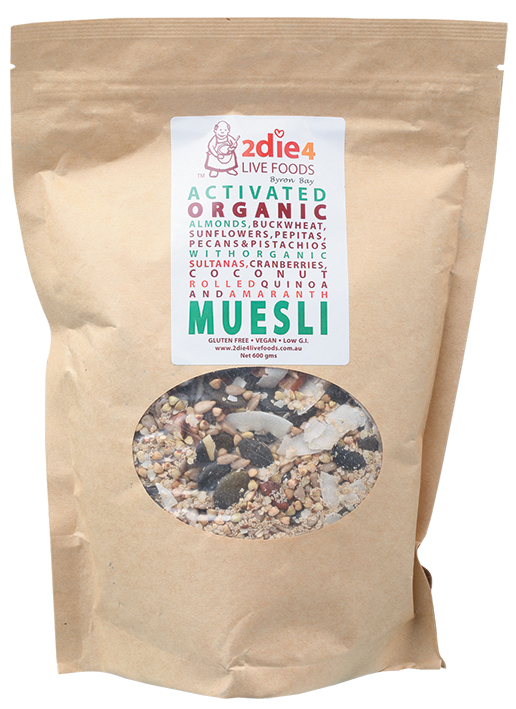 2die4
LIVE FOODS
TM
Byron Bay
ACTIVATED
ORGANIC
ALMONDS, BUCKWHEAT,
SUNFLOWERS, PEPITAS,
PECANS & PISTACHIOS
WITH ORGANIC
SULTANAS, CRANBERRIES,
COCONUT
ROLLED QUINOA
AND AMARANTH
MUESLI
GLUTEN FREE • VEGAN • Low G.I.
www.2die4livefoods.com.au
Net 600 gms